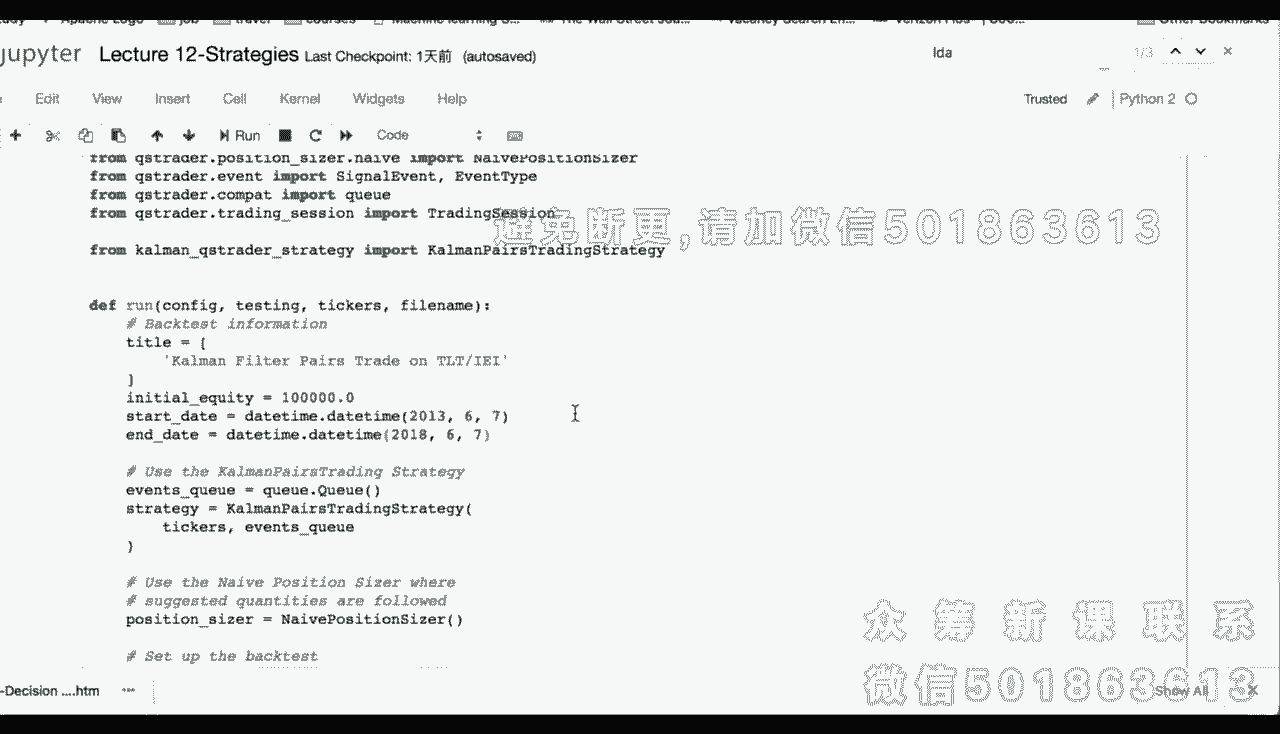 jupyter Lecture 12-Strategies Last Checkpoint: 1天前 (autosaved)
lda 1/3
Edit View Insert Cell Kernel Widgets Help
Trusted Python 2
Run Code
from qstrader.position_sizer.naive import NaivePositionSizer
from qstrader.event import SignalEvent, EventType
from qstrader.compat import queue
from qstrader.trading_session import TradingSession
避免断更,请加微信501863613
from kalman_qstrader_strategy import KalmanPairsTradingStrategy
def run(config, testing, tickers, filename):
# Backtest information
title = [
'Kalman Filter Pairs Trade on TLT/IEI'
]
initial_equity = 100000.0
start_date = datetime.datetime(2013, 6, 7)
end_date = datetime.datetime(2018, 6, 7)
# Use the KalmanPairsTrading Strategy
events_queue = queue.Queue()
strategy = KalmanPairsTradingStrategy(
tickers, events_queue
)
# Use the Naive Position Sizer where
# suggested quantities are followed
position_sizer = NaivePositionSizer()
# Set up the backtest
众筹新课联系
微信501863613
-Decision ....htm
Show All